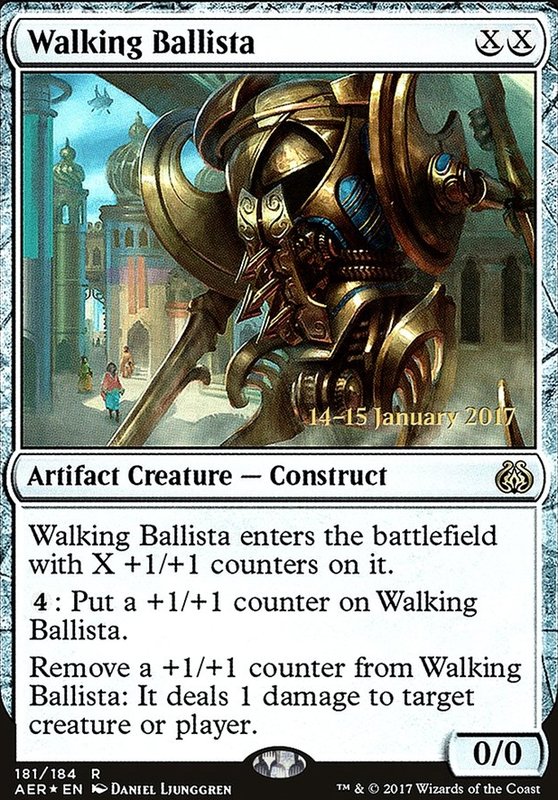 Walking Ballista XX
14-15 January 2017
Artifact Creature — Construct
Walking Ballista enters the battlefield
with X +1/+1 counters on it.
4: Put a +1/+1 counter on Walking
Ballista.
Remove a +1/+1 counter from Walking
Ballista: It deals 1 damage to target
creature or player.
0/0
181/184 R
AER ★ EN Daniel Ljunggren ™ & © 2017 Wizards of the Coast